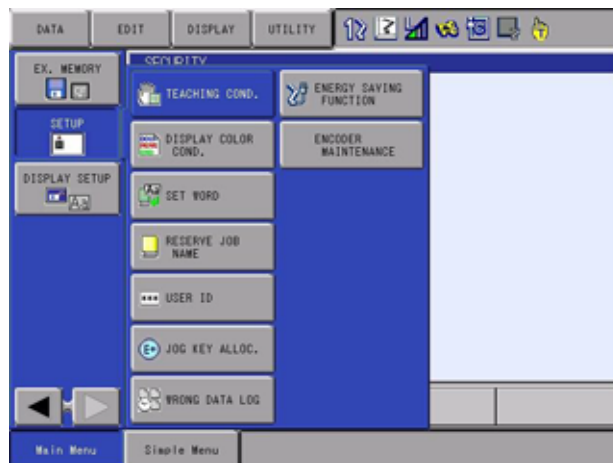 DATA
EDIT
DISPLAY
UTILITY
EX. MEMORY
SECURITY
SETUP
DISPLAY SETUP
TEACHING COND.
ENERGY SAVING
FUNCTION
DISPLAY COLOR
COND.
ENCODER
MAINTENANCE
SET WORD
RESERVE JOB
NAME
USER ID
JOG KEY ALLOC.
WRONG DATA LOG
Main Menu
Simple Menu